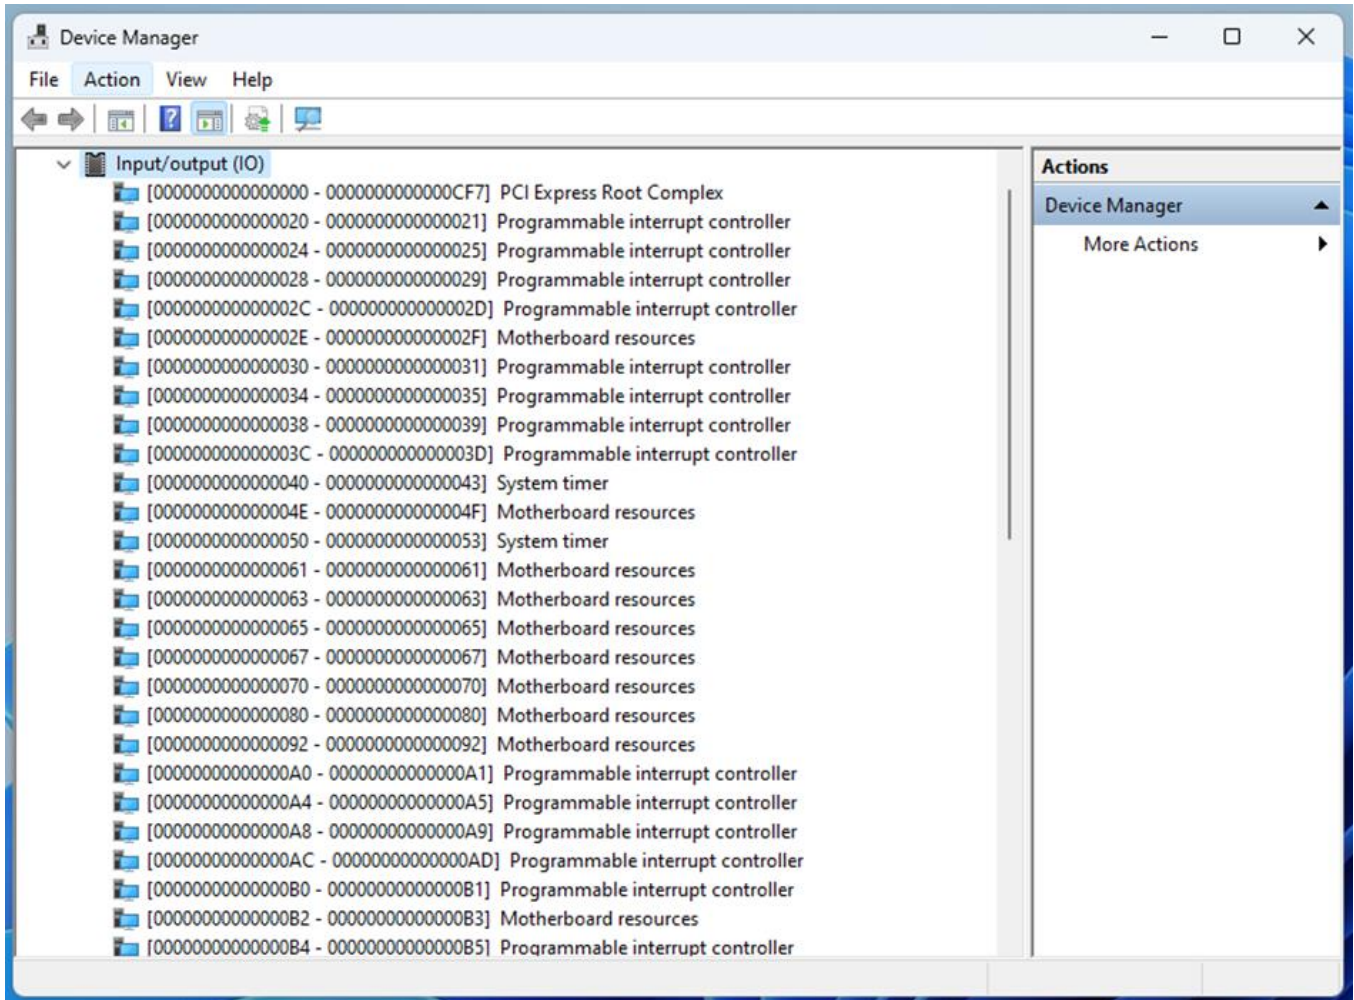 Device Manager
File Action View Help
Input/output (IO)
[0000000000000000 - 0000000000000CF7] PCI Express Root Complex
[0000000000000020 - 0000000000000021] Programmable interrupt controller
[0000000000000024 - 0000000000000025] Programmable interrupt controller
[0000000000000028 - 0000000000000029] Programmable interrupt controller
[000000000000002C - 000000000000002D] Programmable interrupt controller
[000000000000002E - 000000000000002F] Motherboard resources
[0000000000000030 - 0000000000000031] Programmable interrupt controller
[0000000000000034 - 0000000000000035] Programmable interrupt controller
[0000000000000038 - 0000000000000039] Programmable interrupt controller
[000000000000003C - 000000000000003D] Programmable interrupt controller
[0000000000000040 - 0000000000000043] System timer
[000000000000004E - 000000000000004F] Motherboard resources
[0000000000000050 - 0000000000000053] System timer
[0000000000000061 - 0000000000000061] Motherboard resources
[0000000000000063 - 0000000000000063] Motherboard resources
[0000000000000065 - 0000000000000065] Motherboard resources
[0000000000000067 - 0000000000000067] Motherboard resources
[0000000000000070 - 0000000000000070] Motherboard resources
[0000000000000080 - 0000000000000080] Motherboard resources
[0000000000000092 - 0000000000000092] Motherboard resources
[00000000000000A0 - 00000000000000A1] Programmable interrupt controller
[00000000000000A4 - 00000000000000A5] Programmable interrupt controller
[00000000000000A8 - 00000000000000A9] Programmable interrupt controller
[00000000000000AC - 00000000000000AD] Programmable interrupt controller
[00000000000000B0 - 00000000000000B1] Programmable interrupt controller
[00000000000000B2 - 00000000000000B3] Motherboard resources
[00000000000000B4 - 00000000000000B5] Programmable interrupt controller
Actions
Device Manager
More Actions